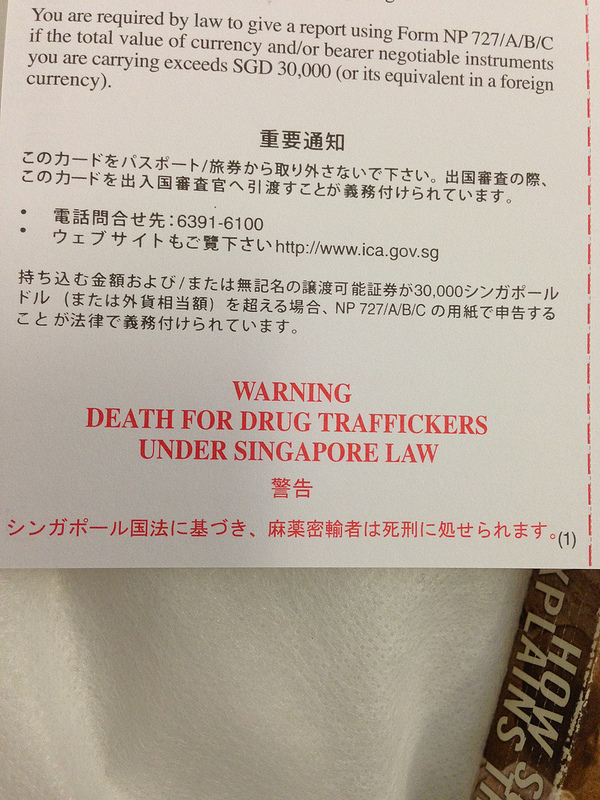 You are required by law to give a report using Form NP 727/A/B/C
if the total value of currency and/or bearer negotiable instruments
you are carrying exceeds SGD 30,000 (or its equivalent in a foreign
currency).
重要通知
このカードをパスポート/旅券から取り外さないで下さい。出国審査の際、
このカードを出入国審査官へ引渡すことが義務付けられています。
• 電話問合せ先:6391-6100
• ウェブサイトもご覧下さいhttp://www.ica.gov.sg
持ち込む金額および/または無記名の譲渡可能証券が30,000シンガポール
ドル （または外貨相当額）を超える場合、NP 727/A/B/C の用紙で申告する
ことが法律で義務付けられています。
WARNING
DEATH FOR DRUG TRAFFICKERS
UNDER SINGAPORE LAW
警告
シンガポール国法に基づき、麻薬密輸者は死刑に処せられます。(1)
HOW
PLAINS